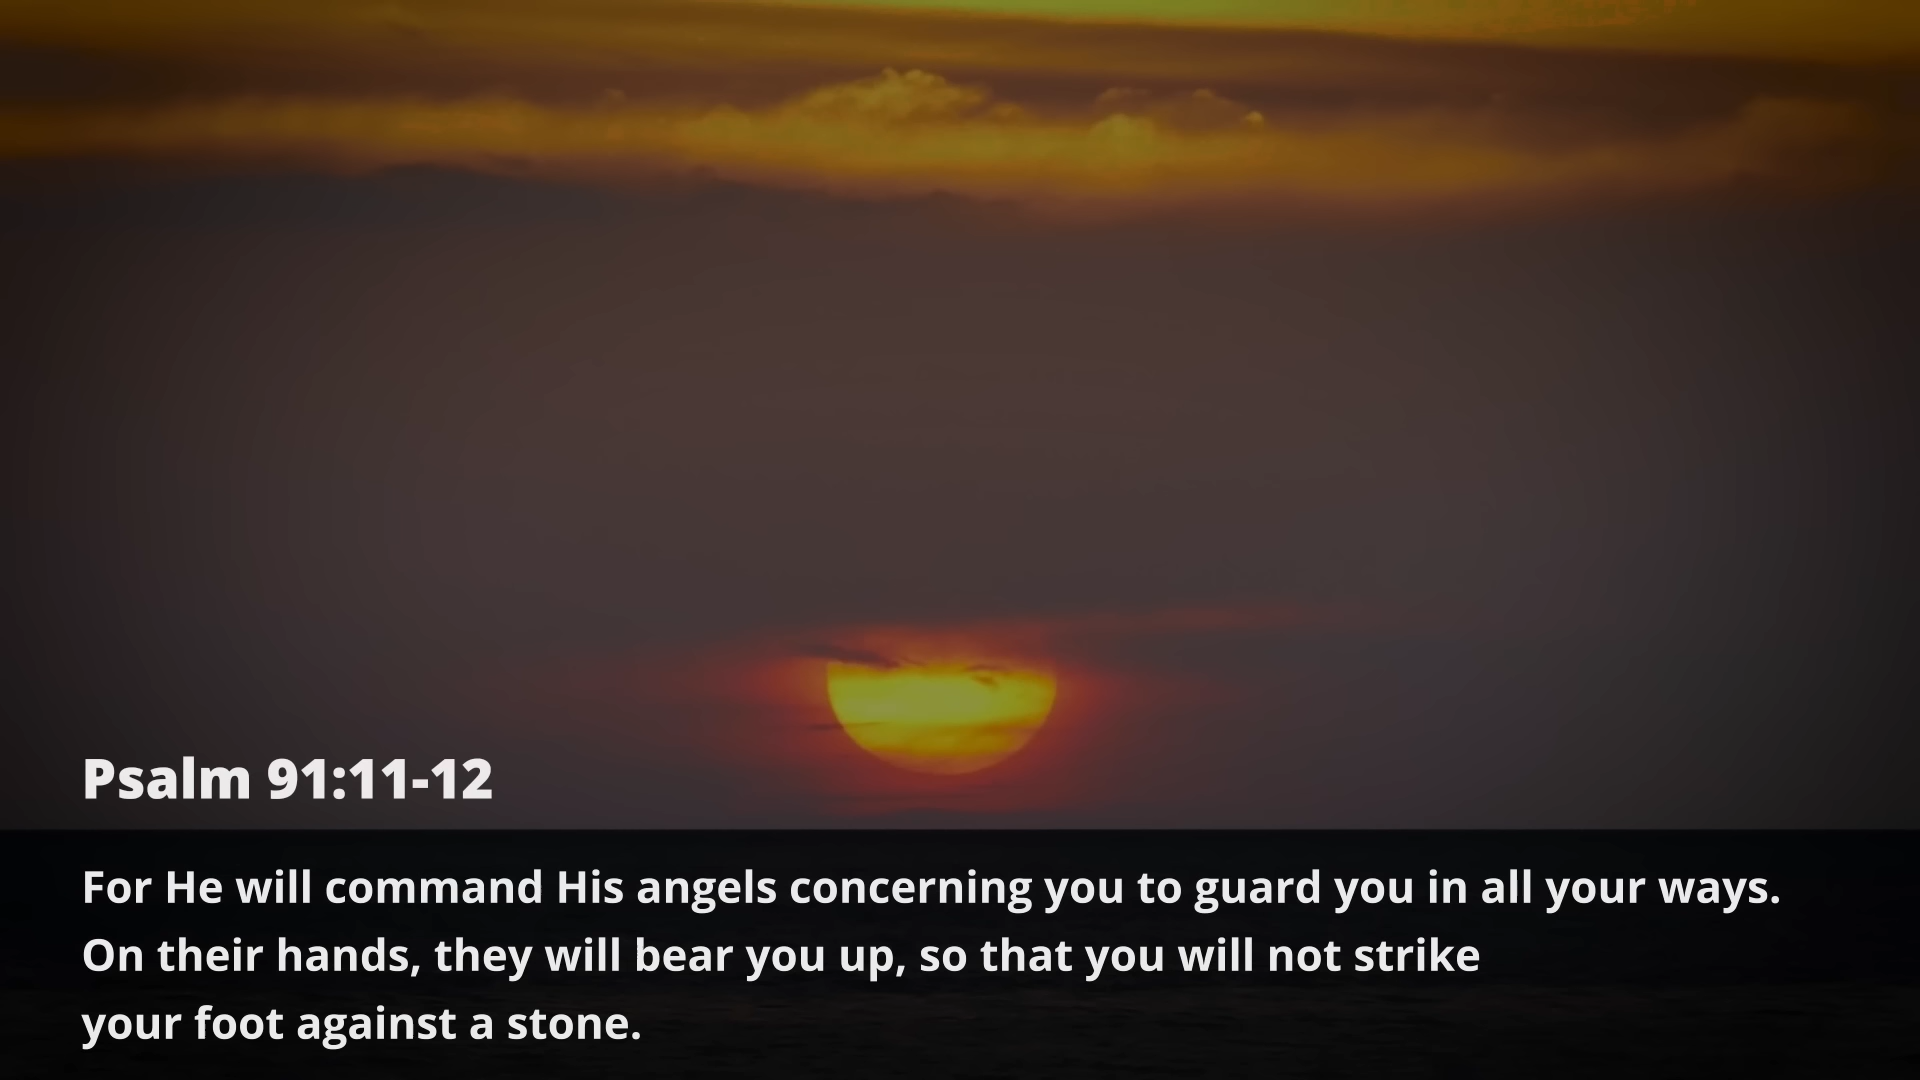 Psalm 91:11-12
For He will command His angels concerning you to guard you in all your ways.
On their hands, they will bear you up, so that you will not strike
your foot against a stone.